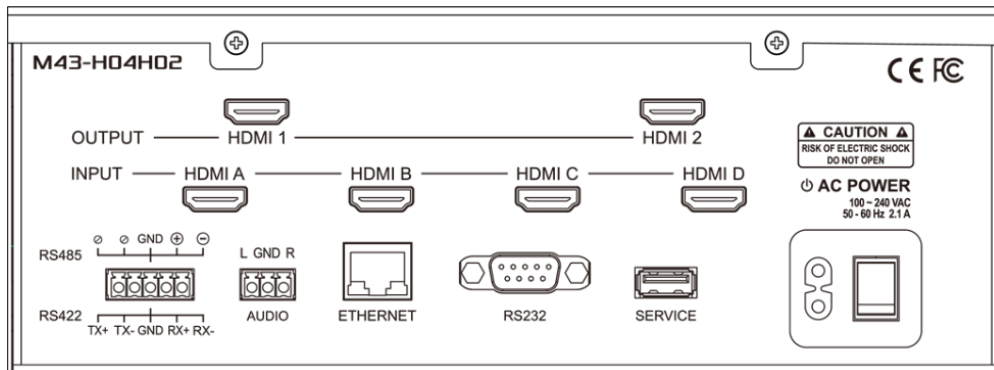 M43-H04H02
CE FC
OUTPUT HDMI 1 HDMI 2
CAUTION
RISK OF ELECTRIC SHOCK
DO NOT OPEN
INPUT HDMI A HDMI B HDMI C HDMI D
AC POWER
100 ~ 240 VAC
50 - 60 Hz 2.1 A
GND + -
RS485
L GND R
RS422
TX+ TX- GND RX+ RX-
AUDIO
ETHERNET
RS232
SERVICE